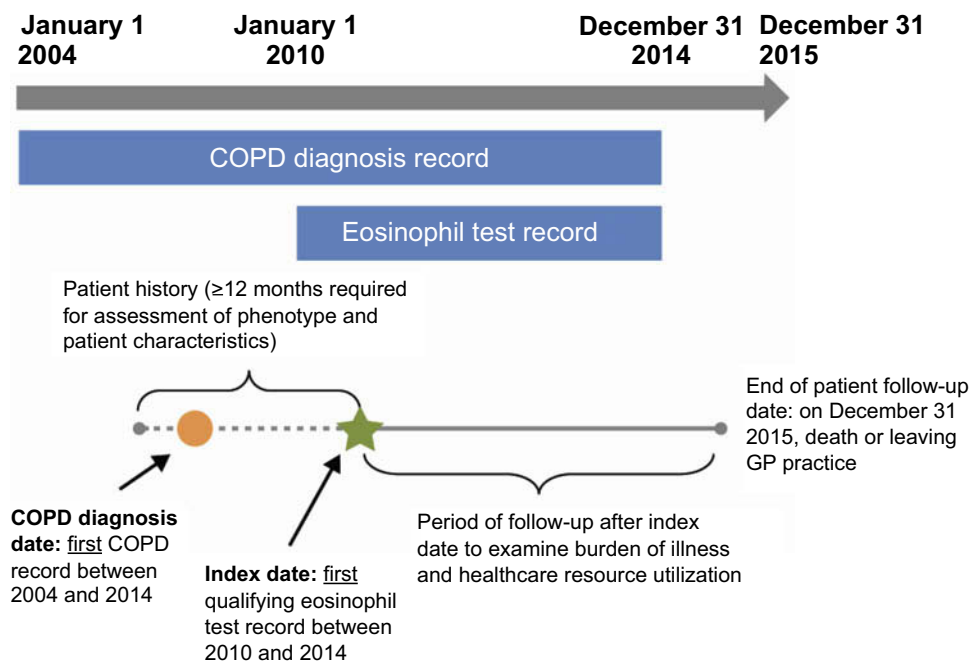 January 1
2004
January 1
2010
December 31
2014
December 31
2015
COPD diagnosis record
Eosinophil test record
Patient history (≥12 months required
for assessment of phenotype and
patient characteristics)
End of patient follow-up
date: on December 31
2015, death or leaving
GP practice
COPD diagnosis
date: first COPD
record between
2004 and 2014
Index date: first
qualifying eosinophil
test record between
2010 and 2014
Period of follow-up after index
date to examine burden of illness
and healthcare resource utilization